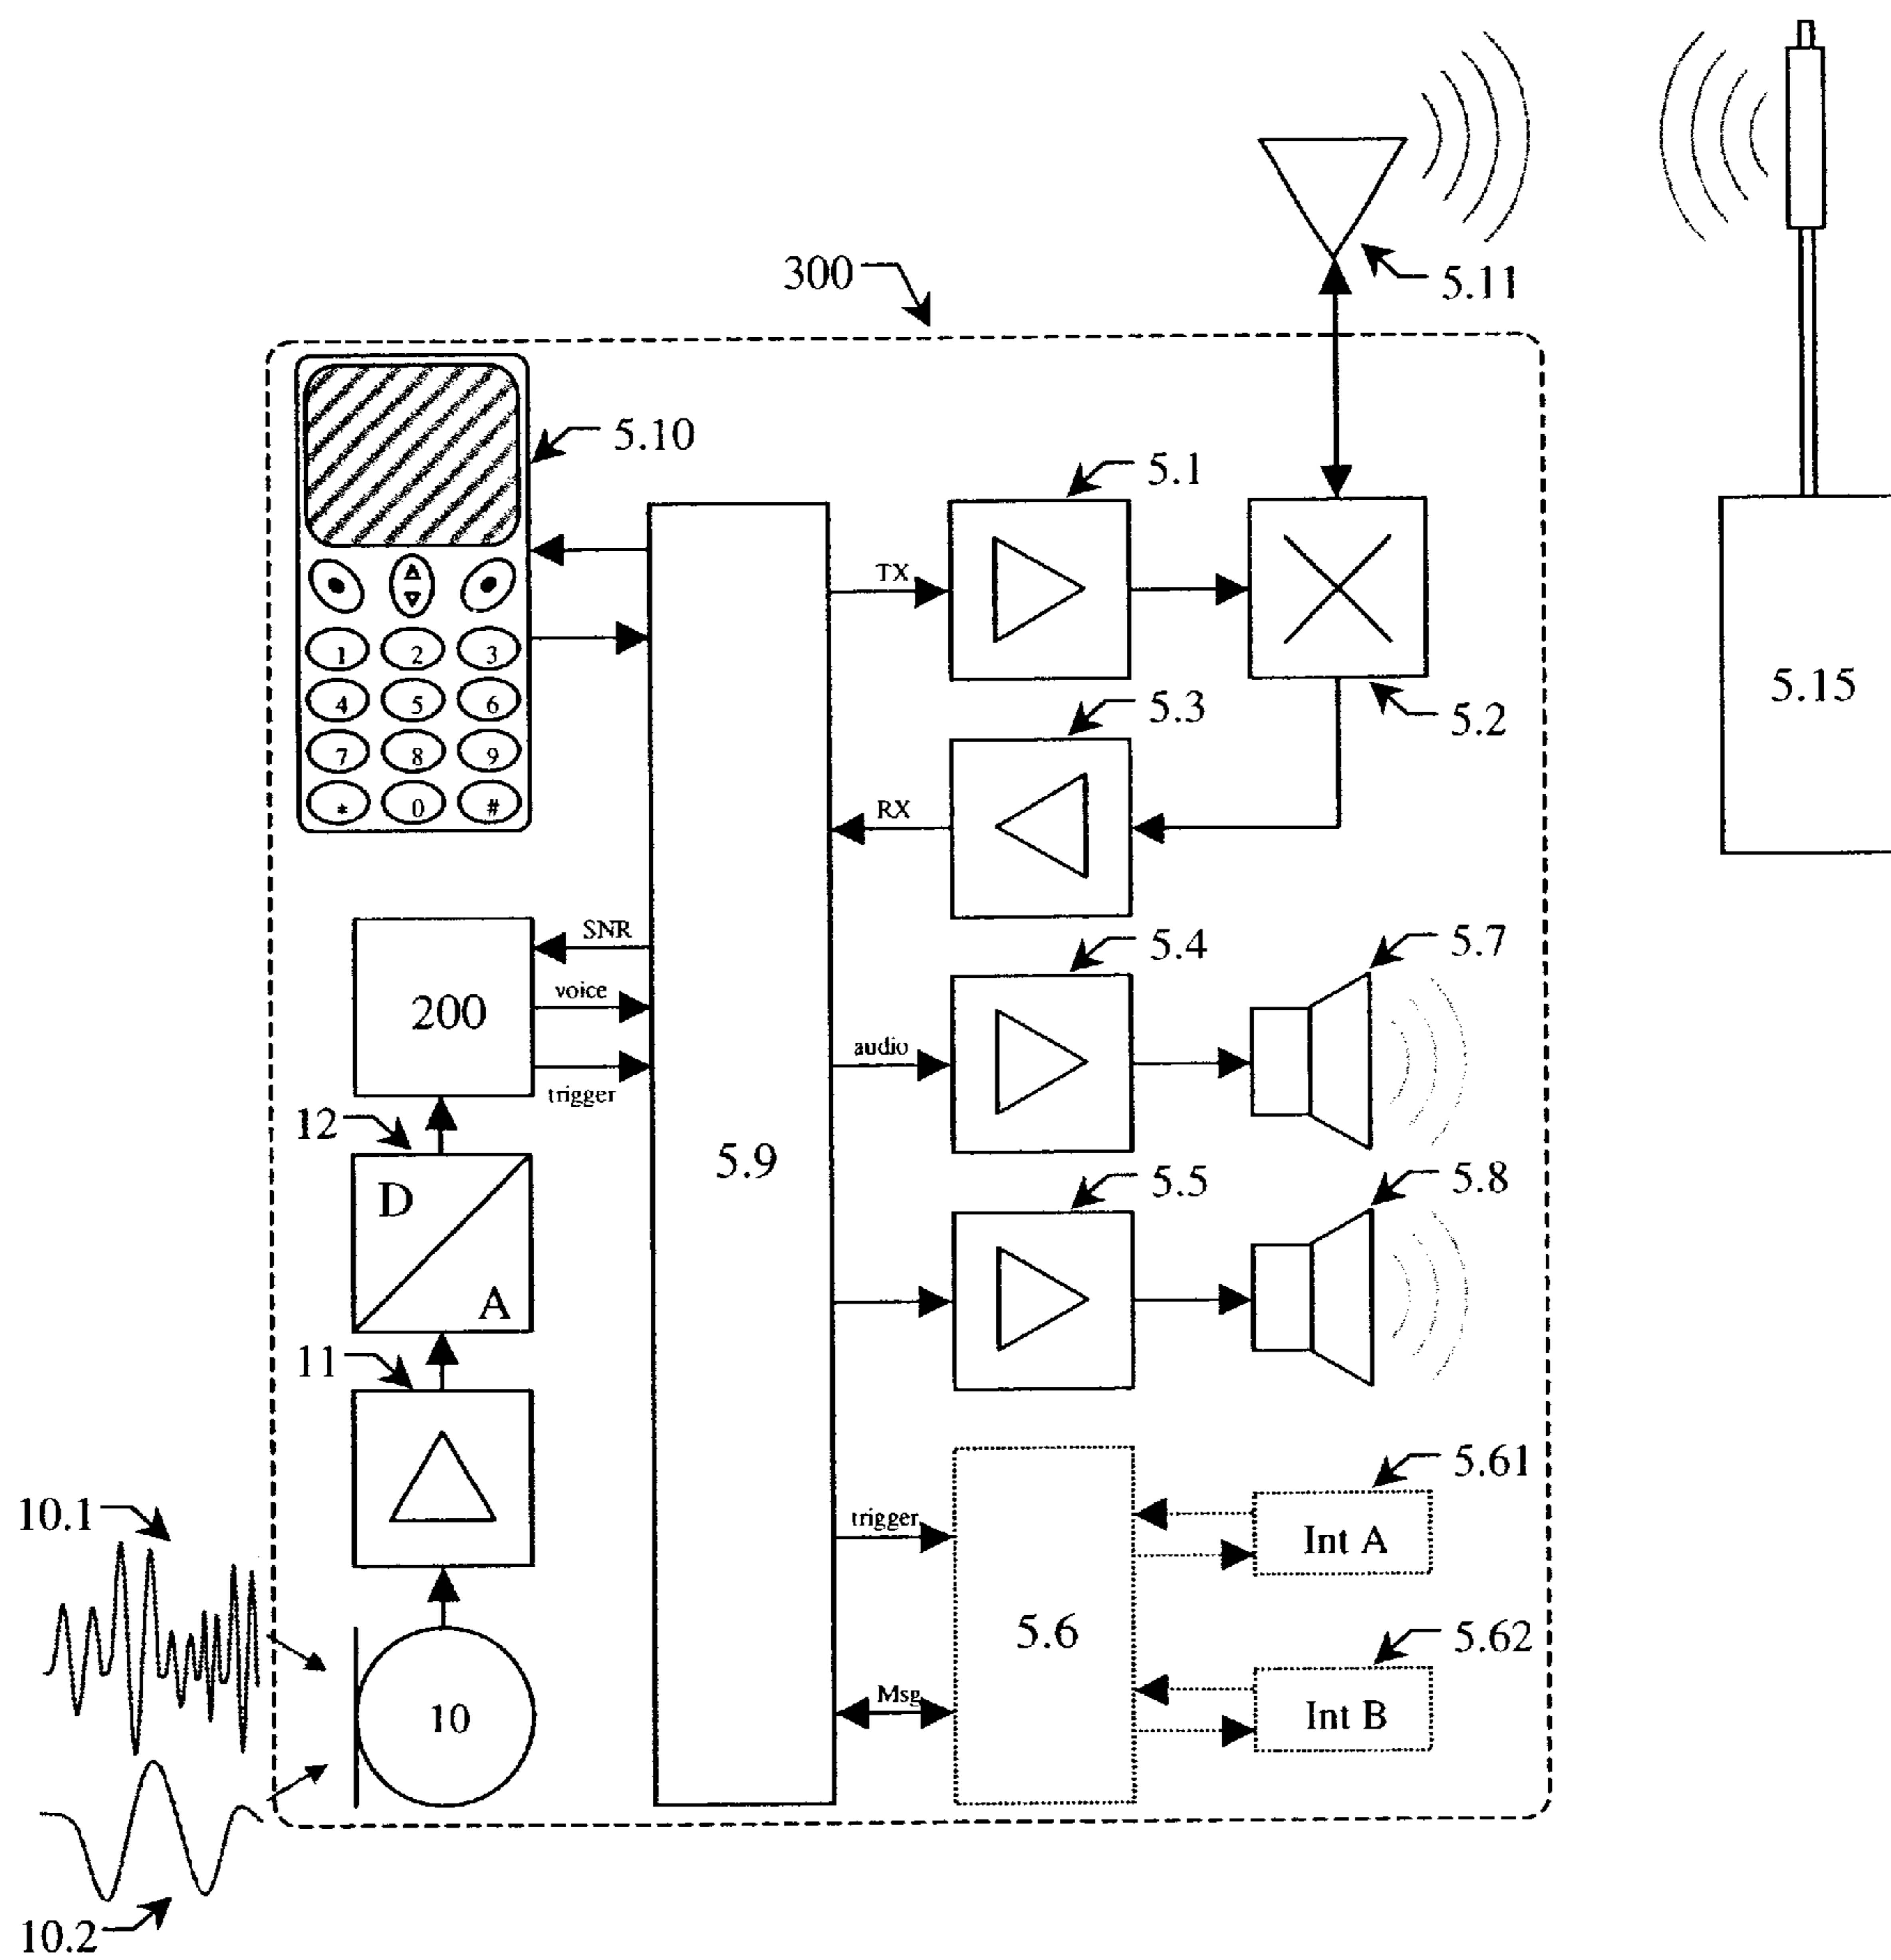 300
5.11
5.10
5.1
TX
5.2
5.15
5.3
RX
1 2 3
4 5 6
7 8 9
* 0 #
SNR
voice
trigger
200
5.4
5.7
audio
12
D
A
5.9
5.5
5.8
11
10.1
10
10.2
trigger
5.6
Msg
5.61
Int A
5.62
Int B